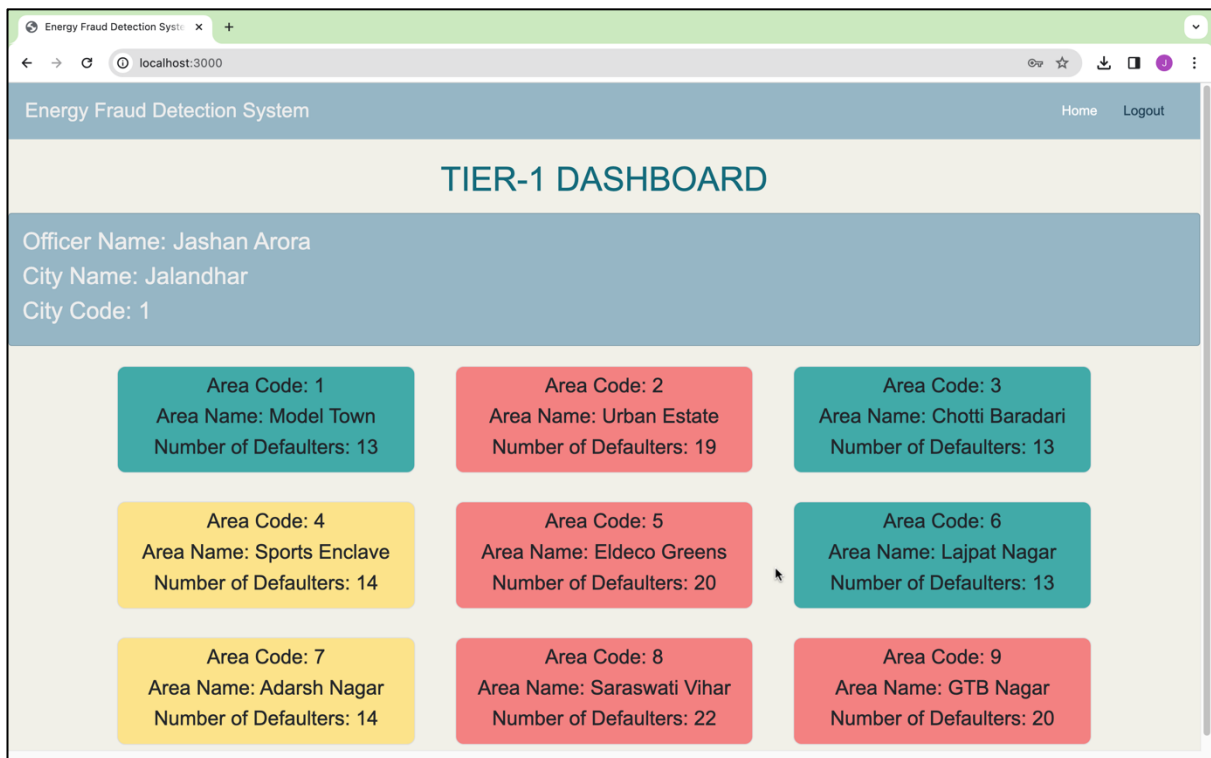 Energy Fraud Detection Syste
localhost:3000
J
Energy Fraud Detection System
Home
Logout
TIER-1 DASHBOARD
Officer Name: Jashan Arora
City Name: Jalandhar
City Code: 1
Area Code: 1
Area Name: Model Town
Number of Defaulters: 13
Area Code: 2
Area Name: Urban Estate
Number of Defaulters: 19
Area Code: 3
Area Name: Chotti Baradari
Number of Defaulters: 13
Area Code: 4
Area Name: Sports Enclave
Number of Defaulters: 14
Area Code: 5
Area Name: Eldeco Greens
Number of Defaulters: 20
Area Code: 6
Area Name: Lajpat Nagar
Number of Defaulters: 13
Area Code: 7
Area Name: Adarsh Nagar
Number of Defaulters: 14
Area Code: 8
Area Name: Saraswati Vihar
Number of Defaulters: 22
Area Code: 9
Area Name: GTB Nagar
Number of Defaulters: 20